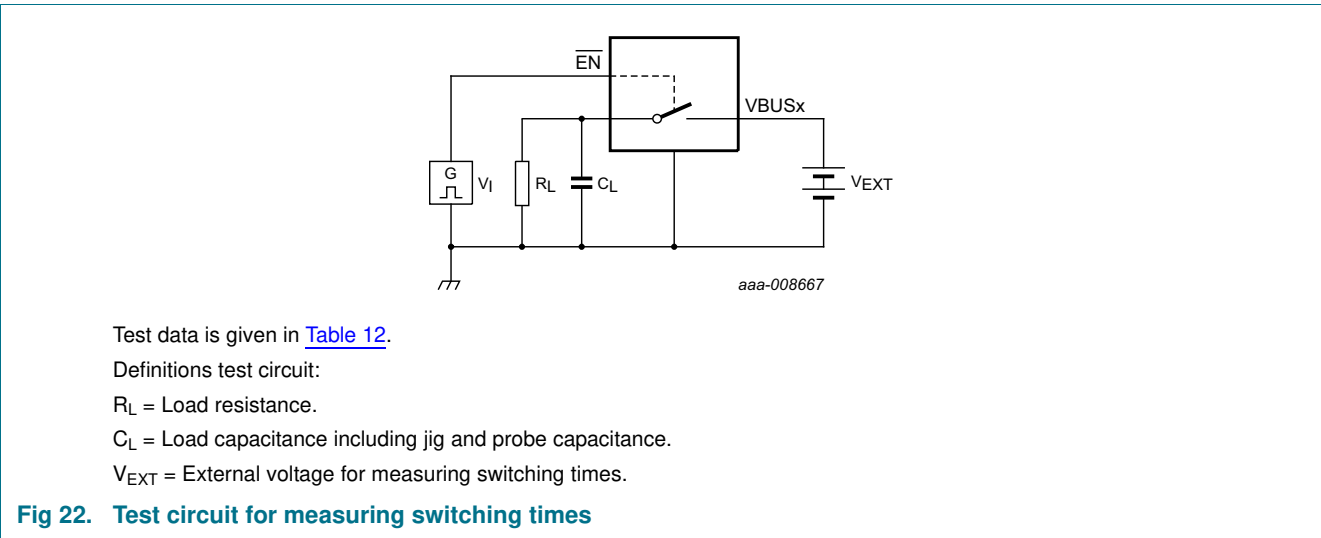 EN
VBUSx
G
VI
RL
CL
VEXT
aaa-008667
Test data is given in Table 12.
Definitions test circuit:
RL = Load resistance.
CL = Load capacitance including jig and probe capacitance.
VEXT = External voltage for measuring switching times.
Fig 22. Test circuit for measuring switching times